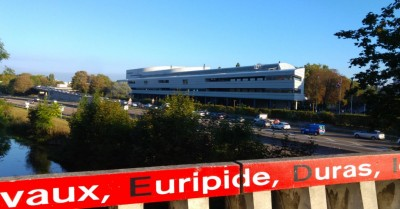 vaux, Euripide, Duras,